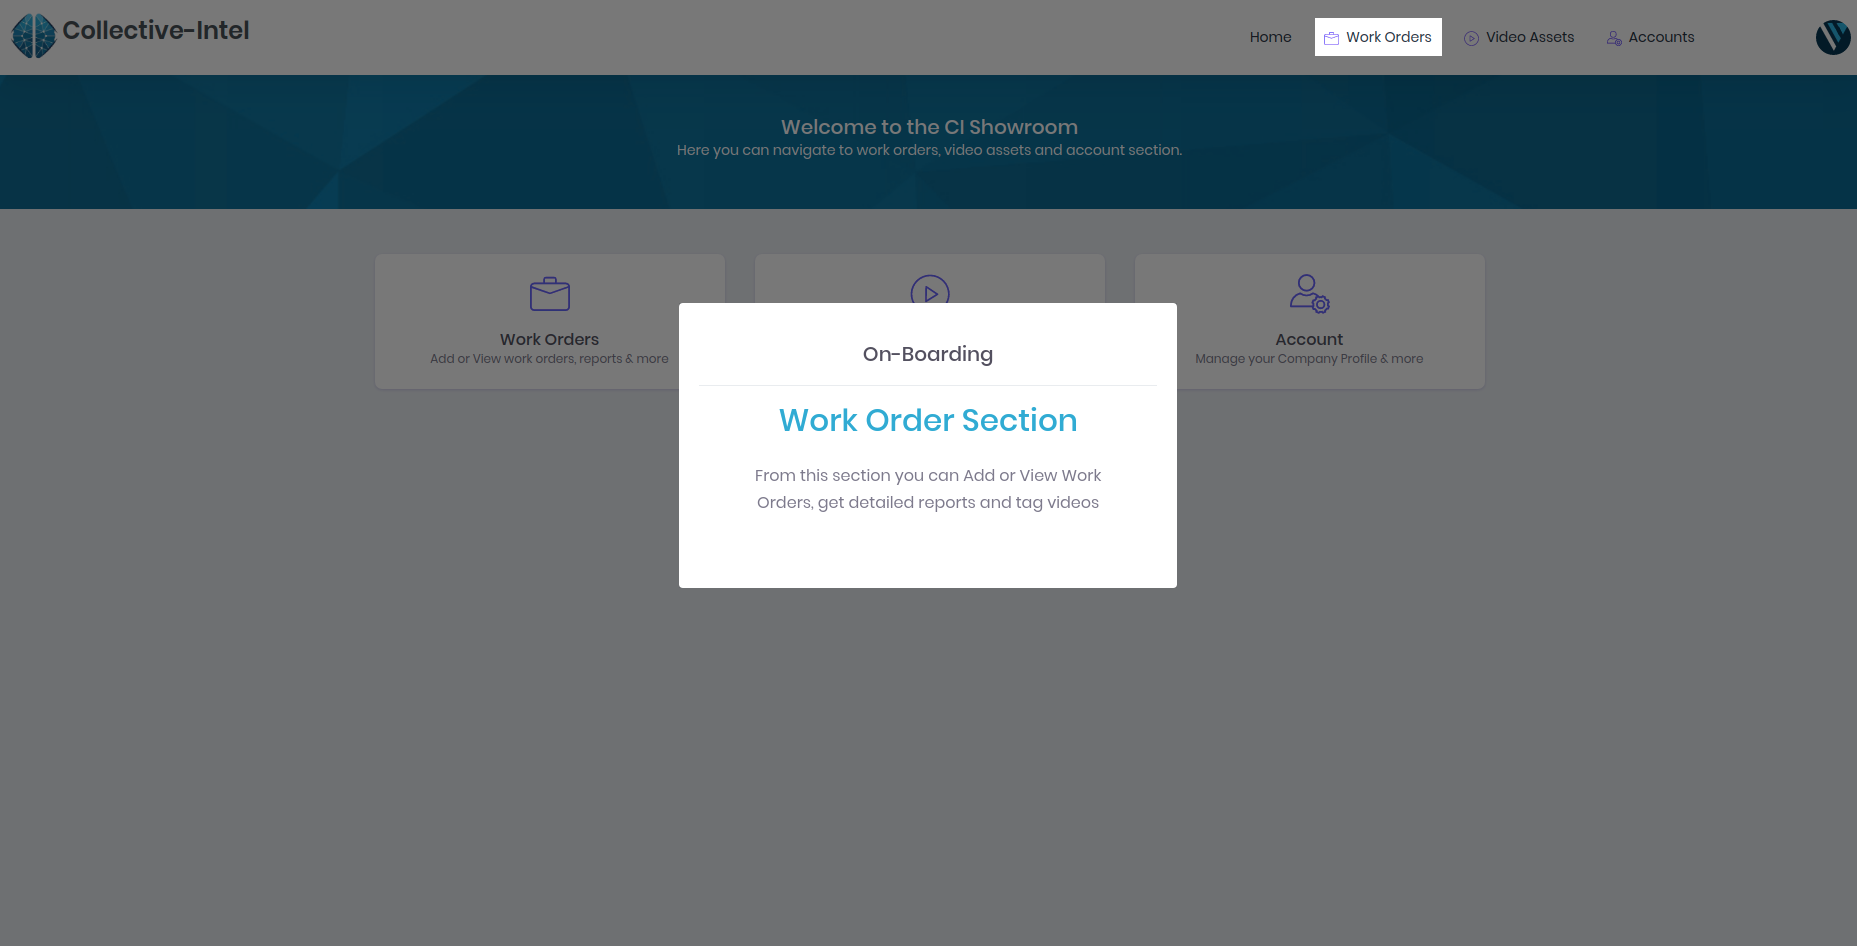 Collective-Intel
Home
Work Orders
Video Assets
Accounts
Welcome to the CI Showroom
Here you can navigate to work orders, video assets and account section.
Work Orders
Add or View work orders, reports & more
Account
Manage your Company Profile & more
On-Boarding
Work Order Section
From this section you can Add or View Work
Orders, get detailed reports and tag videos